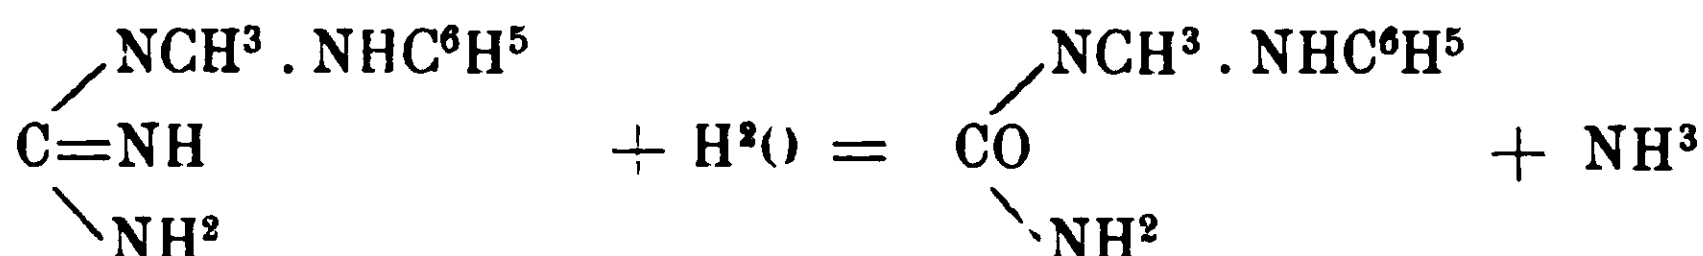 NCH³ . NHC⁶H⁵ NCH³ . NHC⁶H⁵
C=NH + H²O = CO + NH³
NH² NH²